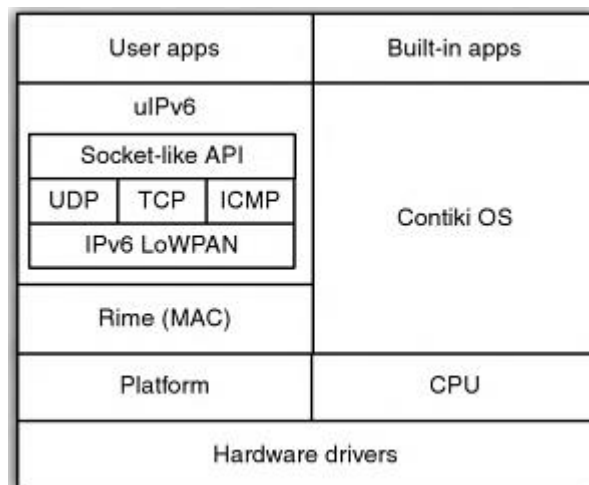 User apps
Built-in apps
uIPv6
Socket-like API
UDP
TCP
ICMP
IPv6 LoWPAN
Contiki OS
Rime (MAC)
Platform
CPU
Hardware drivers